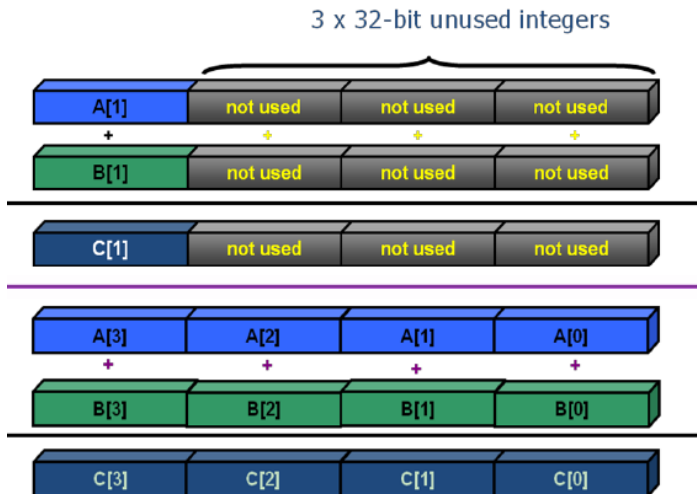 3 x 32-bit unused integers
A[1] not used not used not used
+ + + +
B[1] not used not used not used
C[1] not used not used not used
A[3] A[2] A[1] A[0]
+ + + +
B[3] B[2] B[1] B[0]
C[3] C[2] C[1] C[0]